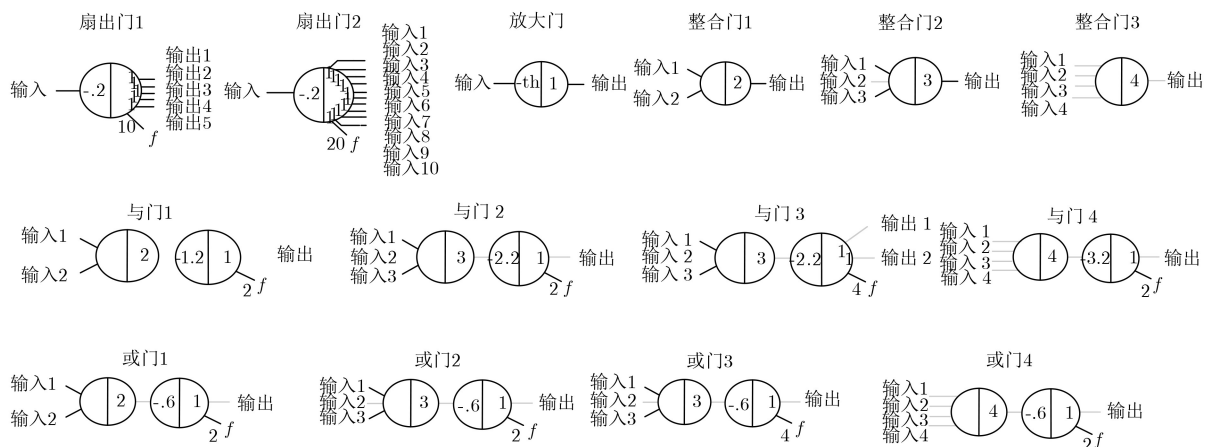 扇出门1
输入
-.2
1
1
1
1
1
输出1
输出2
输出3
输出4
输出5
10
f
扇出门2
输入
-.2
1
1
1
1
1
1
1
输入1
输入2
输入3
输入4
输入5
输入6
输入7
输入8
输入9
输入10
20 f
放大门
输入 -th 1 输出
整合门1
输入1
输入2
2 输出
整合门2
输入1
输入2
输入3
3 输出
整合门3
输入1
输入2
输入3
输入4
4 输出
与门1
输入1
输入2
2 -1.2 1 输出
2 f
与门 2
输入1
输入2
输入3
3 -2.2 1 输出
2 f
与门 3
输入 1
输入 2
输入 3
3 -2.2 1
1
输出 1
输出 2
4 f
与门 4
输入 1
输入 2
输入 3
输入 4
4 -3.2 1 输出
2 f
或门1
输入1
输入2
2 -.6 1 输出
2 f
或门2
输入1
输入2
输入3
3 -.6 1 输出
2 f
或门3
输入1
输入2
输入3
3 -.6 1 输出
4 f
或门4
输入1
输入2
输入3
输入4
4 -.6 1 输出
2 f